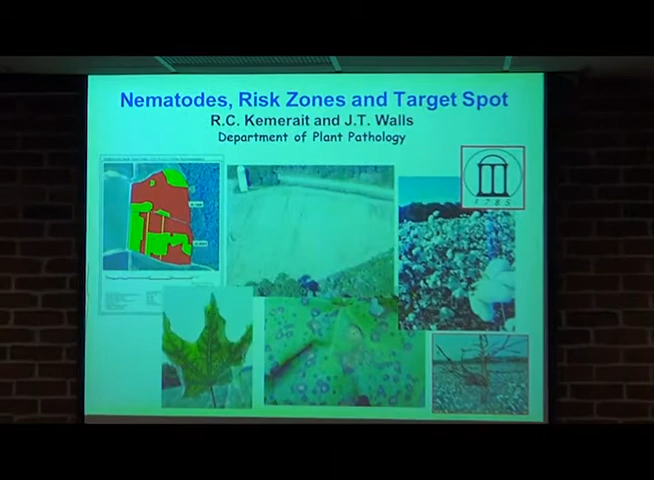 Nematodes, Risk Zones and Target Spot
R.C. Kemerait and J.T. Walls
Department of Plant Pathology
1785